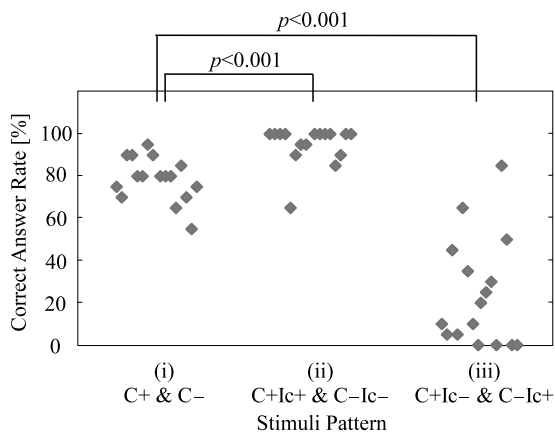 p<0.001
p<0.001
Correct Answer Rate [%]
100
80
60
40
20
0
(i) (ii) (iii)
C+ & C− C+Ic+ & C−Ic− C+Ic− & C−Ic+
Stimuli Pattern